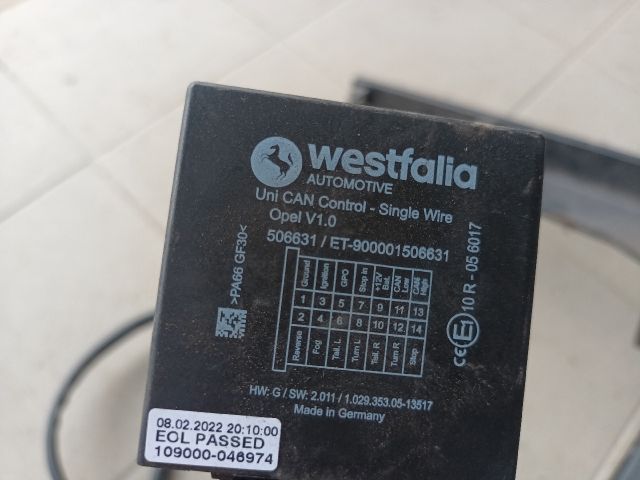 westfalia
AUTOMOTIVE
Uni CAN Control - Single Wire
Opel V1.0
506631 / ET-900001506631
>PA66 GF30<
Ground Ignition GPO Stop In +12V Bat. CAN Low CAN High
1 3 5 7 9 11 13
2 4 6 8 10 12 14
Reverse Fog Tail. L Turn L Tail. R Turn R
CE E1 10 R - 05 6017
HW: G / SW: 2.011 / 1.029.353.05-13517
Made in Germany
08.02.2022 20:10:00
EOL PASSED
109000-046974